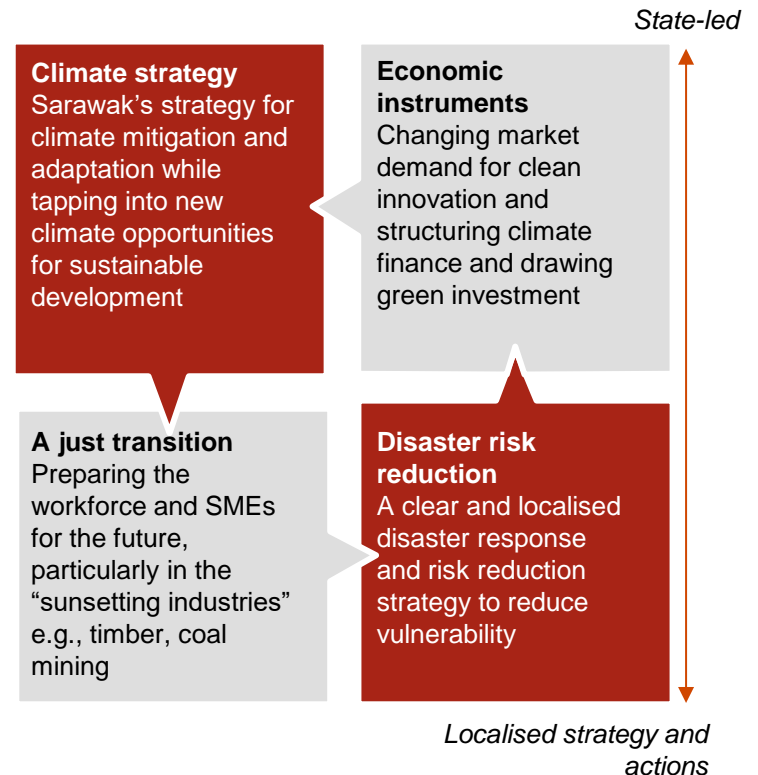 State-led
Climate strategy
Sarawak's strategy for
climate mitigation and
adaptation while
tapping into new
climate opportunities
for sustainable
development
Economic
instruments
Changing market
demand for clean
innovation and
structuring climate
finance and drawing
green investment
A just transition
Preparing the
workforce and SMEs
for the future,
particularly in the
“sunsetting industries”
e.g., timber, coal
mining
Disaster risk
reduction
A clear and localised
disaster response
and risk reduction
strategy to reduce
vulnerability
Localised strategy and
actions